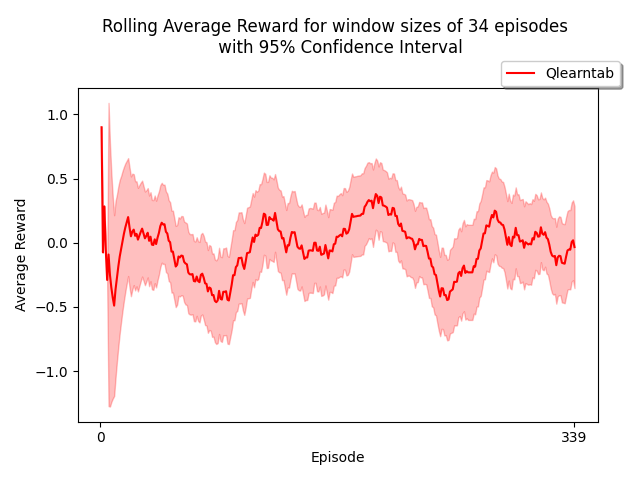 Rolling Average Reward for window sizes of 34 episodes
with 95% Confidence Interval
Qlearntab
1.0
0.5
0.0
−0.5
−1.0
Average Reward
0
339
Episode